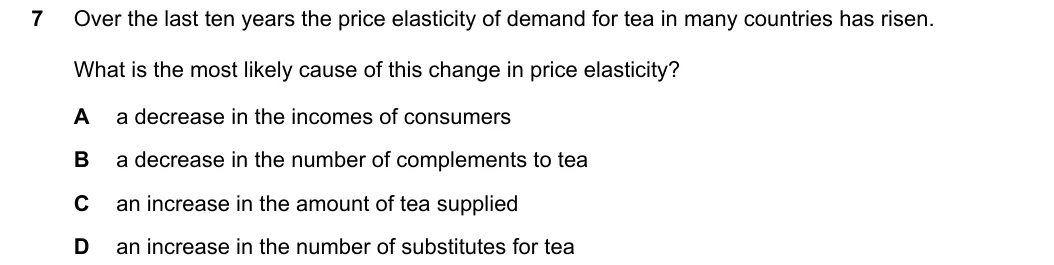 7 Over the last ten years the price elasticity of demand for tea in many countries has risen.
What is the most likely cause of this change in price elasticity?
A a decrease in the incomes of consumers
B a decrease in the number of complements to tea
C an increase in the amount of tea supplied
D an increase in the number of substitutes for tea